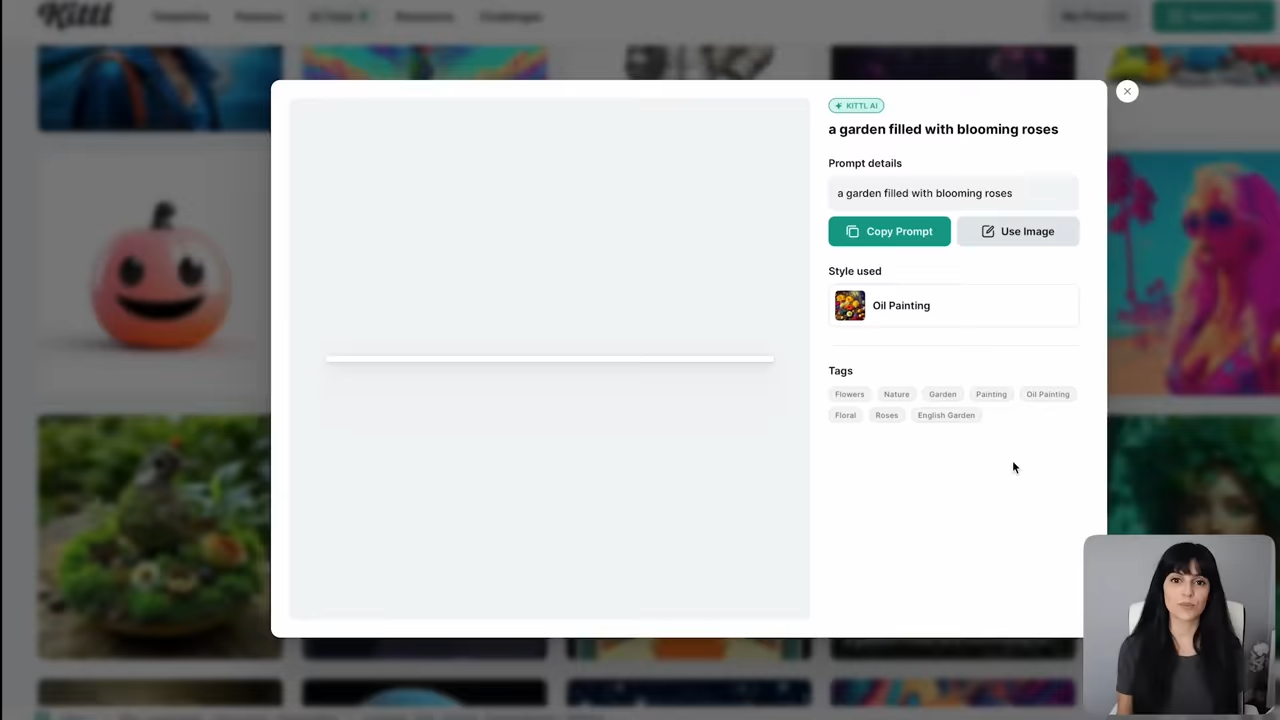 Kittl
KITTL AI
a garden filled with blooming roses
Prompt details
a garden filled with blooming roses
Copy Prompt
Use Image
Style used
Oil Painting
Tags
Flowers
Nature
Garden
Painting
Oil Painting
Floral
Roses
English Garden